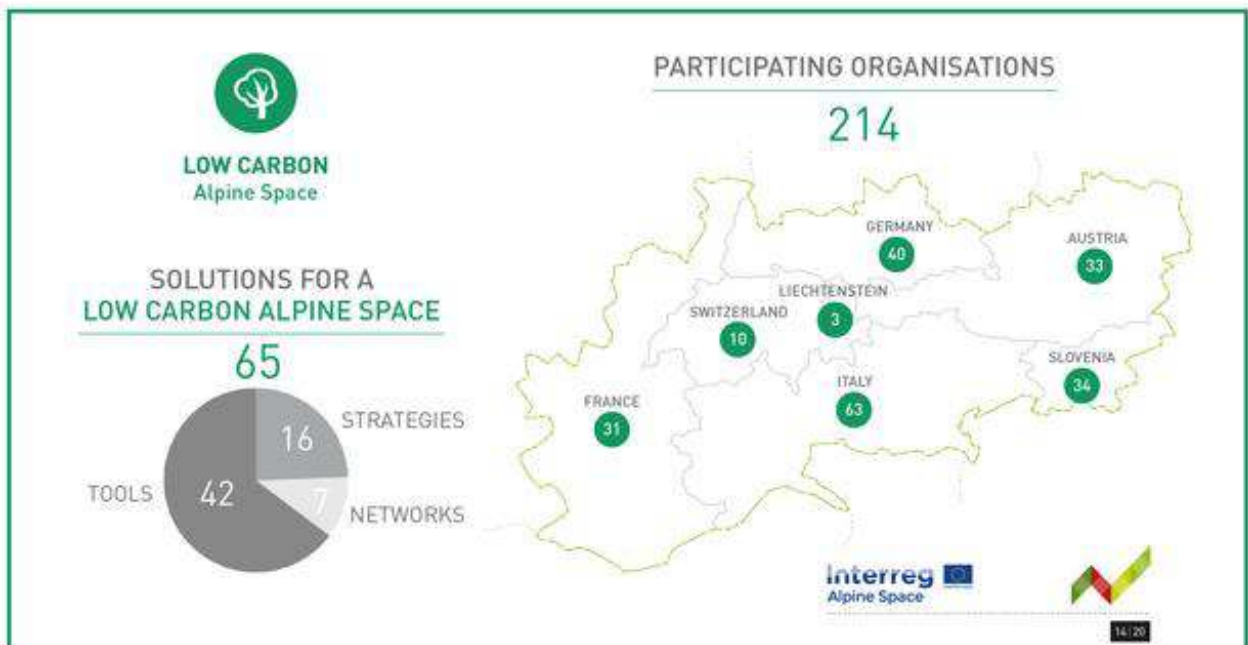 LOW CARBON
Alpine Space
SOLUTIONS FOR A
LOW CARBON ALPINE SPACE
65
16
STRATEGIES
TOOLS
42
7
NETWORKS
PARTICIPATING ORGANISATIONS
214
GERMANY
40
AUSTRIA
33
LIECHTENSTEIN
3
SWITZERLAND
10
SLOVENIA
34
ITALY
63
FRANCE
31
Interreg
Alpine Space
14|20